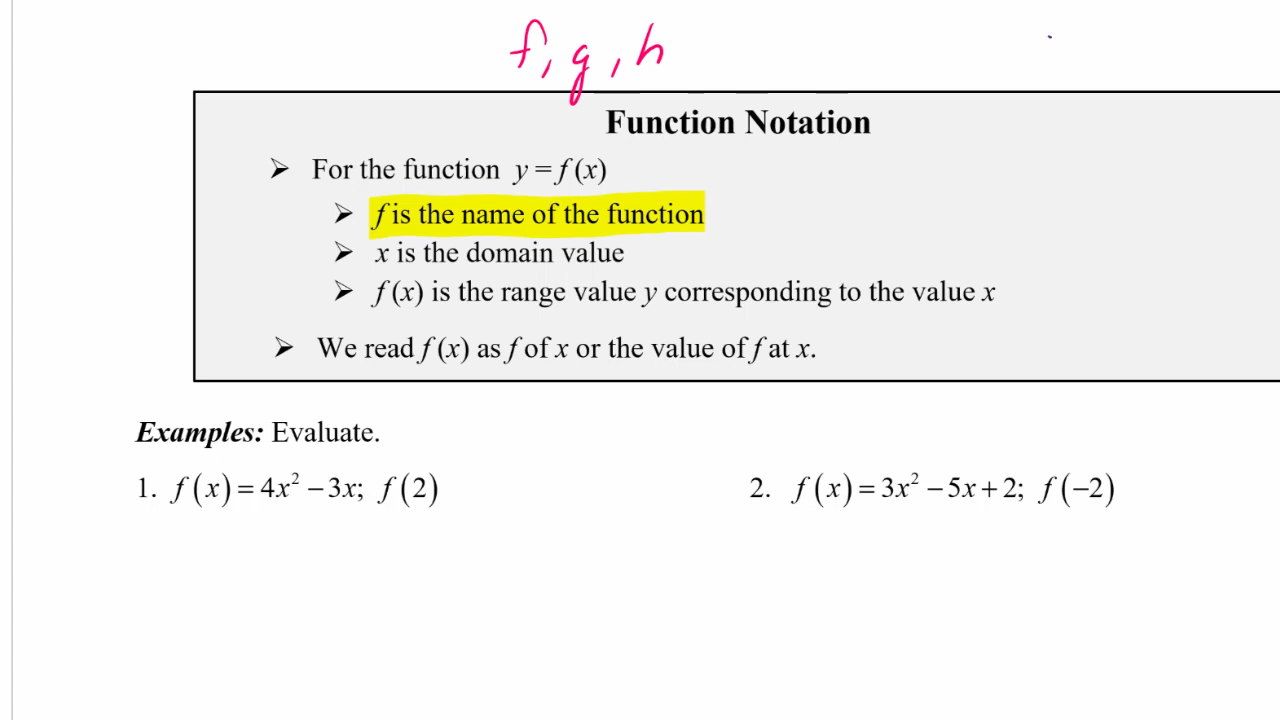 f, g, h
Function Notation
➢ For the function y = f(x)
➢ f is the name of the function
➢ x is the domain value
➢ f(x) is the range value y corresponding to the value x
➢ We read f(x) as f of x or the value of f at x.
Examples: Evaluate.
1. f(x) = 4x² − 3x; f(2) 2. f(x) = 3x² − 5x + 2; f(−2)